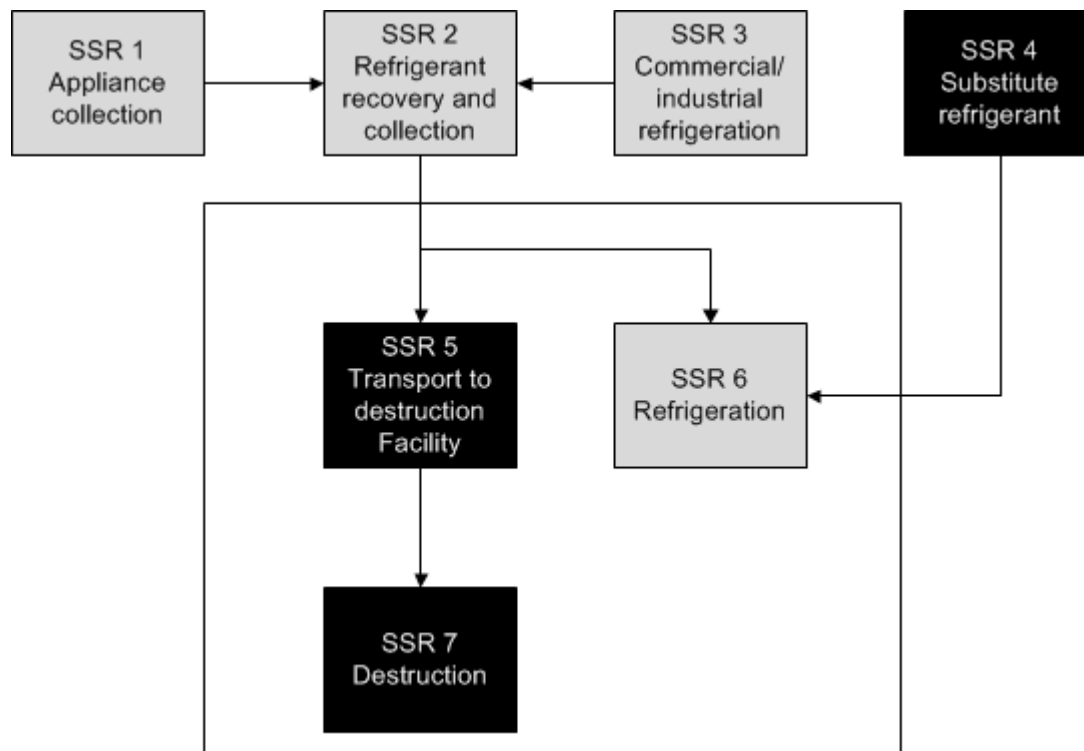 SSR 1
Appliance
collection
SSR 2
Refrigerant
recovery and
collection
SSR 3
Commercial/
industrial
refrigeration
SSR 4
Substitute
refrigerant
SSR 5
Transport to
destruction
Facility
SSR 6
Refrigeration
SSR 7
Destruction